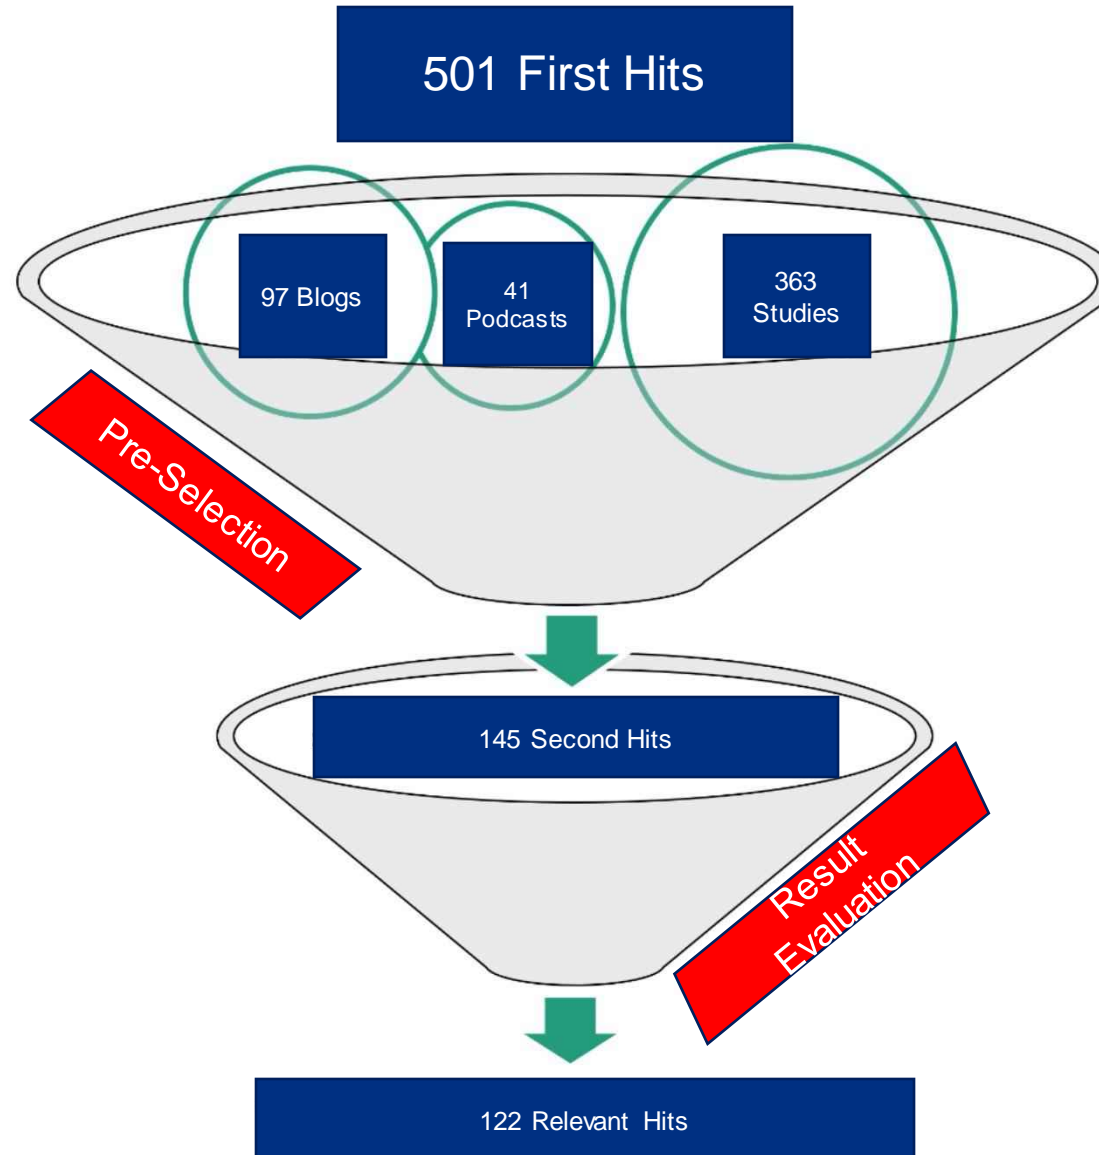 501 First Hits
97 Blogs
41
Podcasts
363
Studies
Pre-Selection
145 Second Hits
Result
Evaluation
122 Relevant Hits